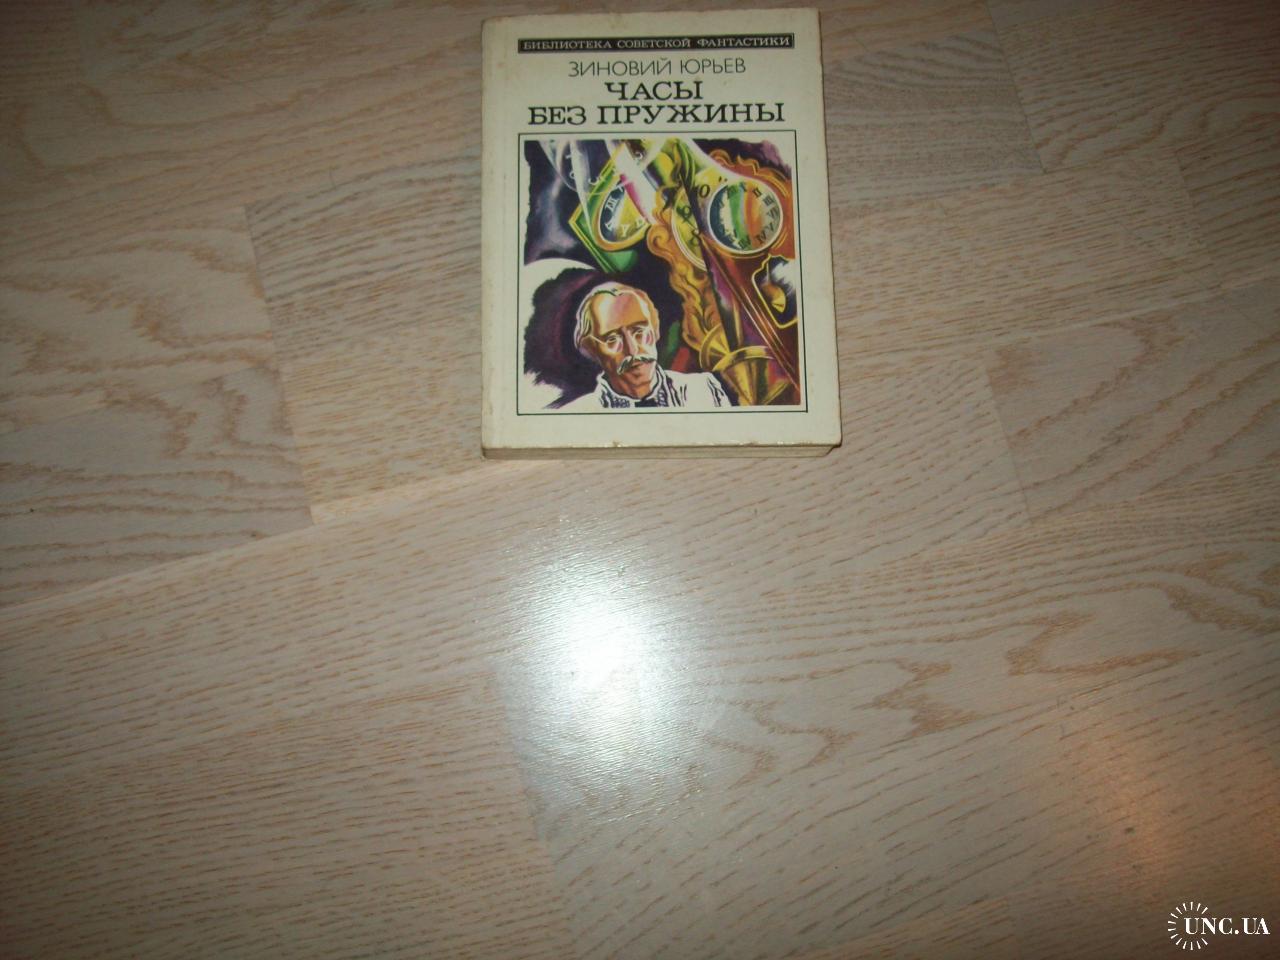 БИБЛИОТЕКА СОВЕТСКОЙ ФАНТАСТИКИ
ЗИНОВИЙ ЮРЬЕВ
ЧАСЫ
БЕЗ ПРУЖИНЫ
UNC.UA